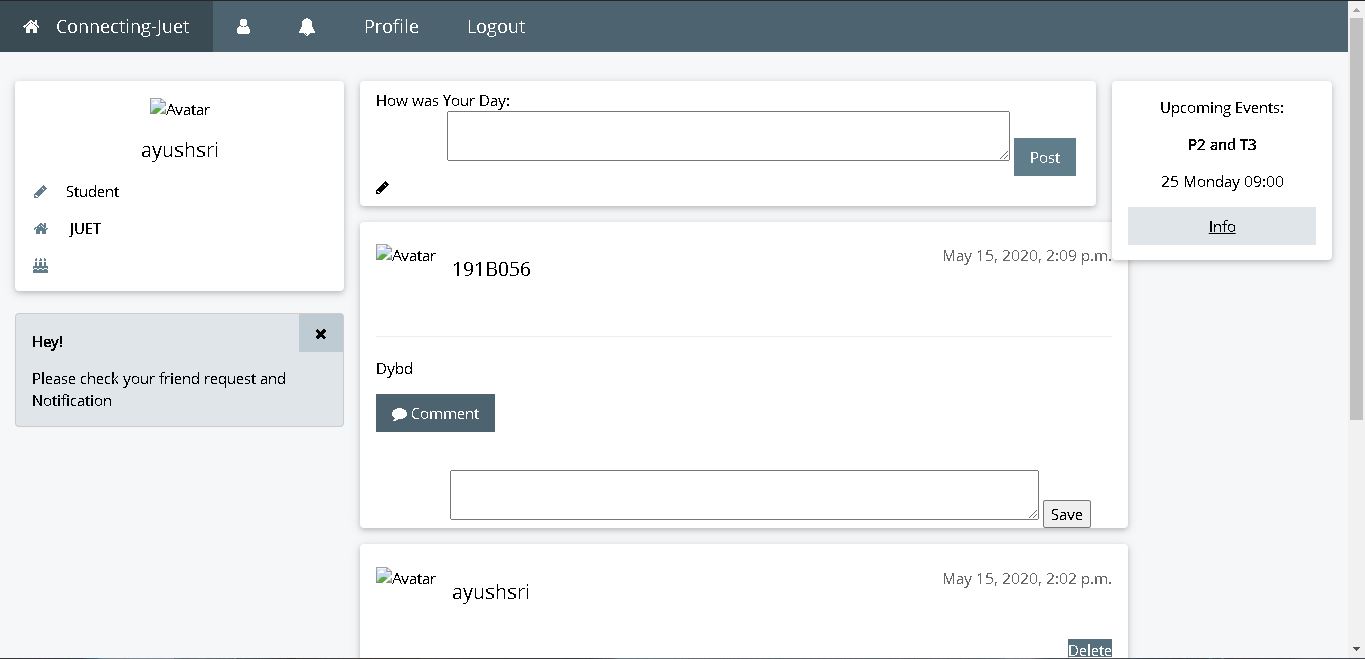 Connecting-Juet Profile Logout
Avatar
ayushsri
Student
JUET
Hey!
Please check your friend request and
Notification
How was Your Day:
Post
Avatar
191B056
May 15, 2020, 2:09 p.m.
Dybd
Comment
Save
Avatar
ayushsri
May 15, 2020, 2:02 p.m.
Delete
Upcoming Events:
P2 and T3
25 Monday 09:00
Info